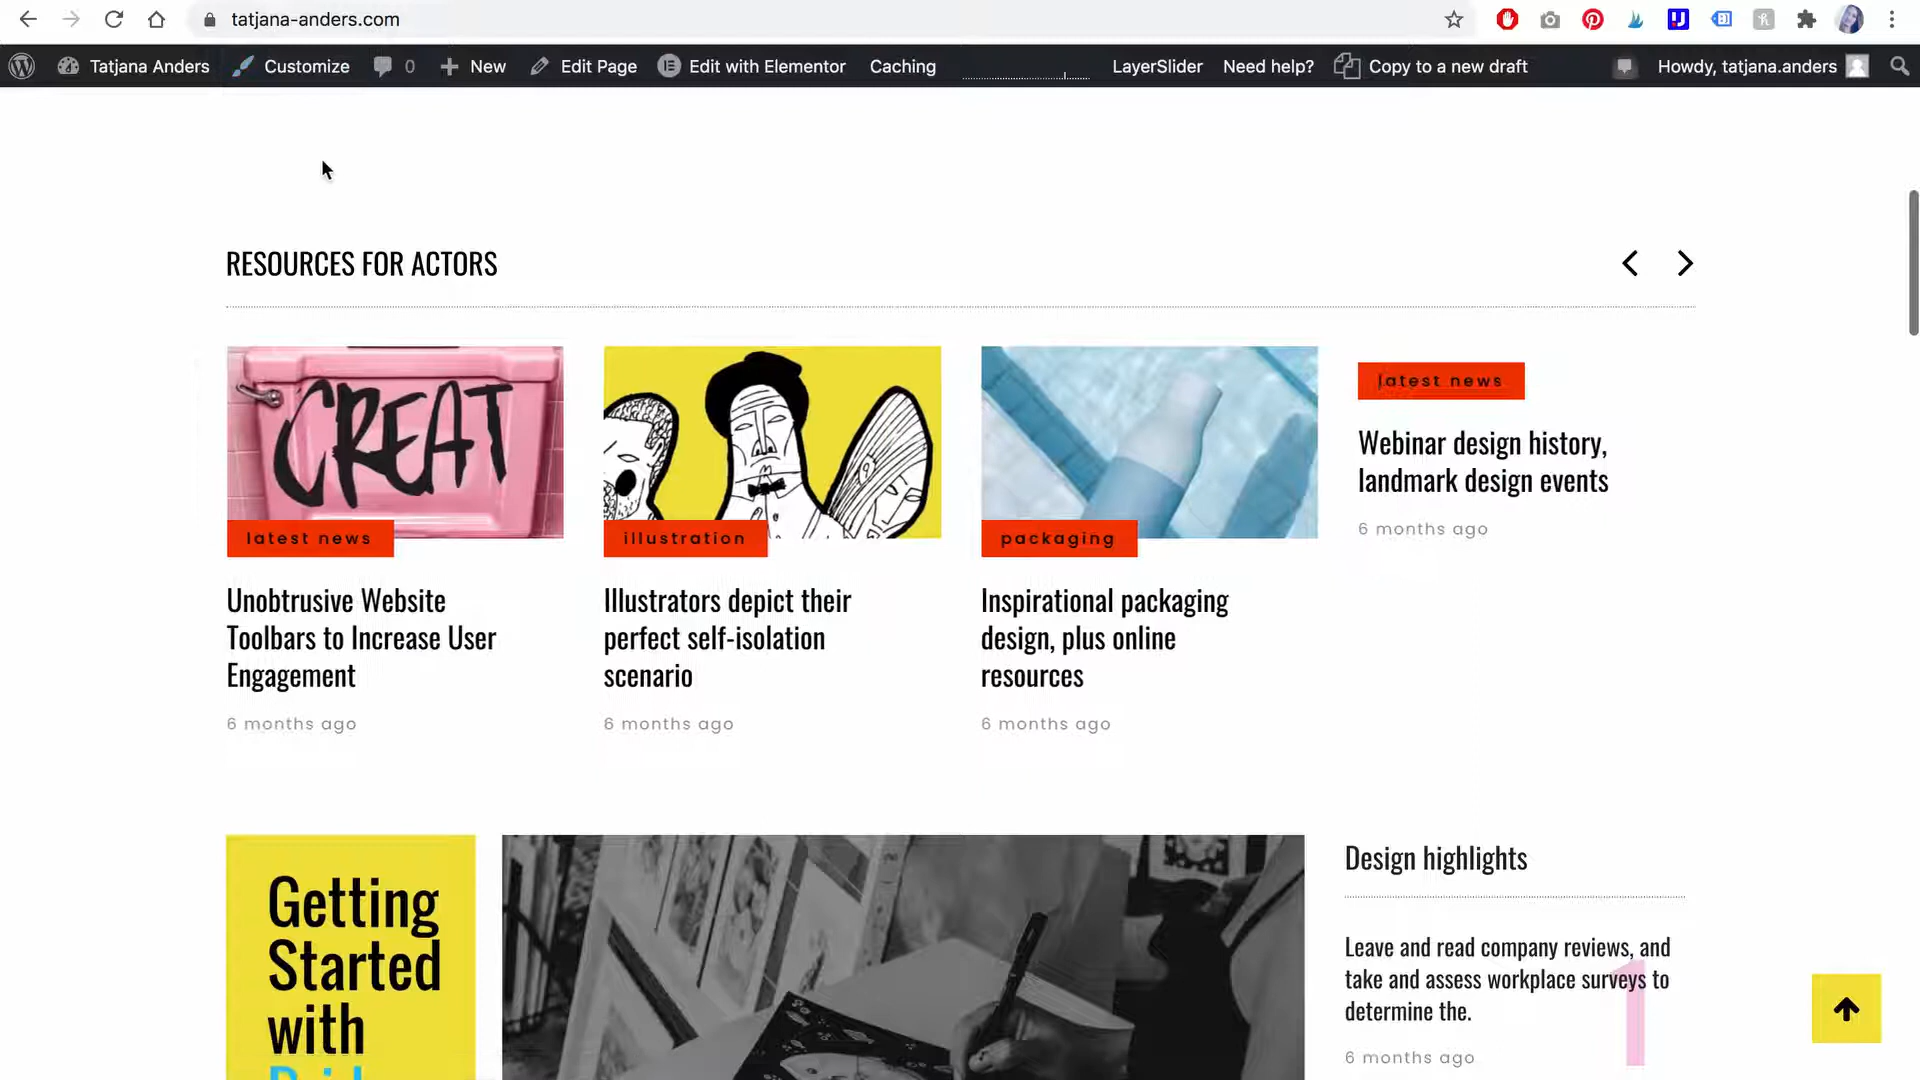 tatjana-anders.com
Tatjana Anders Customize 0 New Edit Page Edit with Elementor Caching LayerSlider Need help? Copy to a new draft Howdy, tatjana.anders
RESOURCES FOR ACTORS
CREAT
latest news
Unobtrusive Website
Toolbars to Increase User
Engagement
6 months ago
illustration
Illustrators depict their
perfect self-isolation
scenario
6 months ago
packaging
Inspirational packaging
design, plus online
resources
6 months ago
latest news
Webinar design history,
landmark design events
6 months ago
Getting
Started
with
Design highlights
Leave and read company reviews, and
take and assess workplace surveys to
determine the.
1
6 months ago